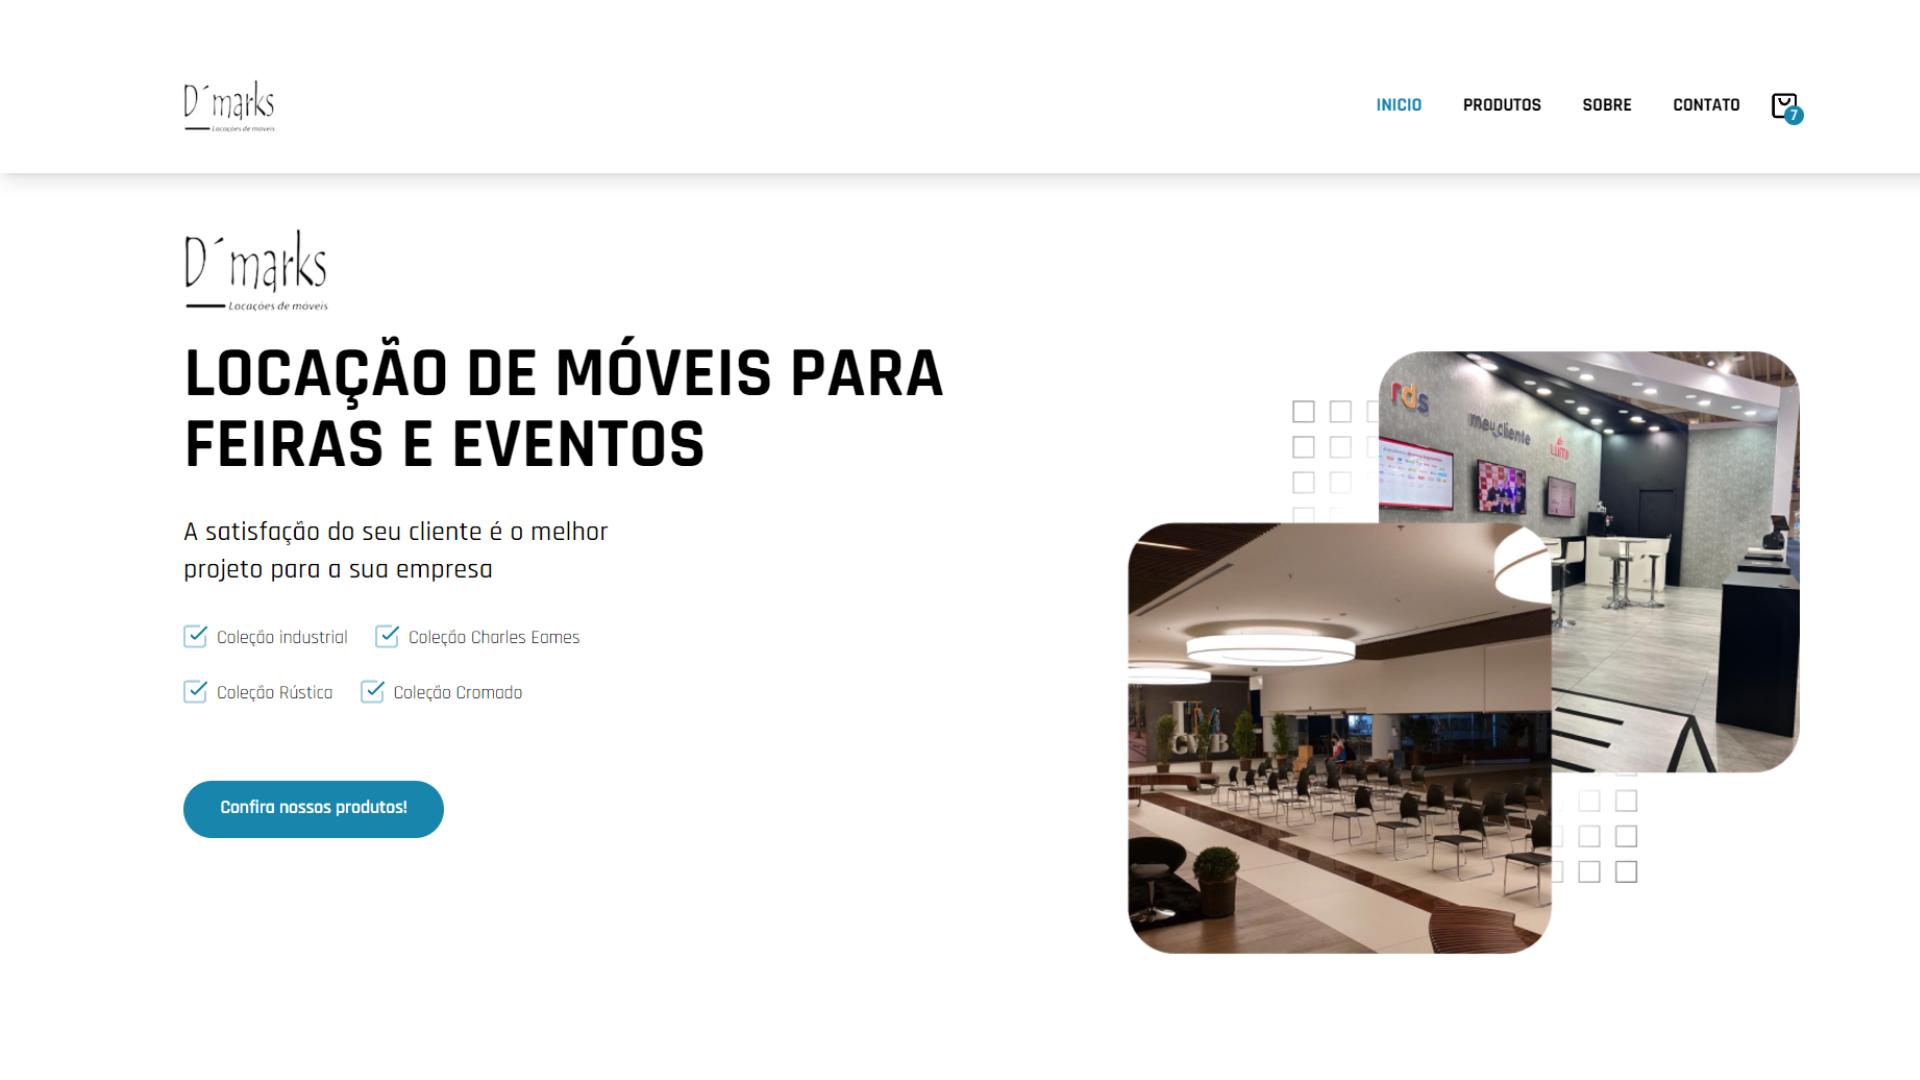 D´marks
Locações de móveis
INICIO
PRODUTOS
SOBRE
CONTATO
7
D´marks
Locações de móveis
LOCAÇÃO DE MÓVEIS PARA
FEIRAS E EVENTOS
A satisfação do seu cliente é o melhor
projeto para a sua empresa
Coleção industrial
Coleção Charles Eames
Coleção Rústica
Coleção Cromado
Confira nossos produtos!
rds
meu cliente
LUMI
CWB